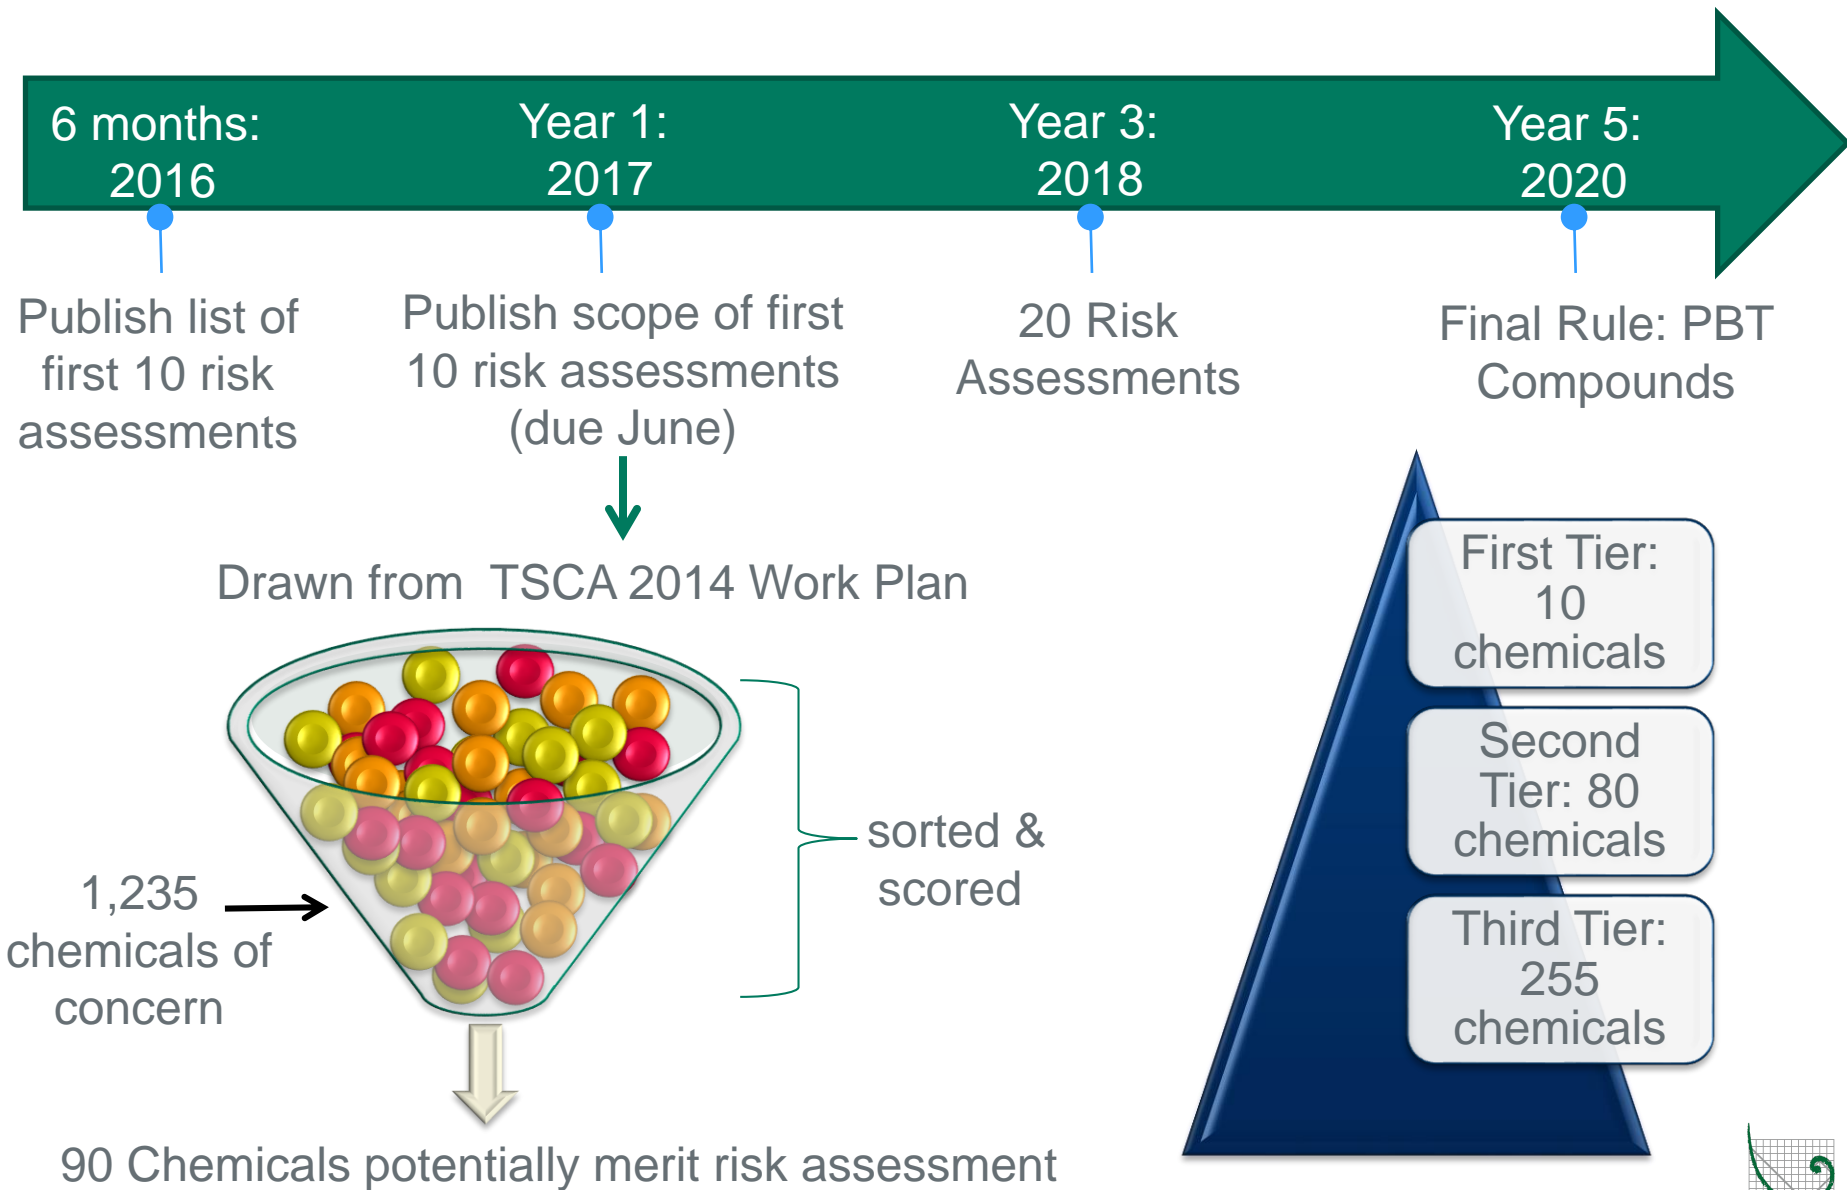 6 months:
2016
Year 1:
2017
Year 3:
2018
Year 5:
2020
Publish list of
first 10 risk
assessments
Publish scope of first
10 risk assessments
(due June)
20 Risk
Assessments
Final Rule: PBT
Compounds
Drawn from  TSCA 2014 Work Plan
sorted &
scored
1,235
chemicals of
concern
90 Chemicals potentially merit risk assessment
First Tier:
10
chemicals
Second
Tier: 80
chemicals
Third Tier:
255
chemicals